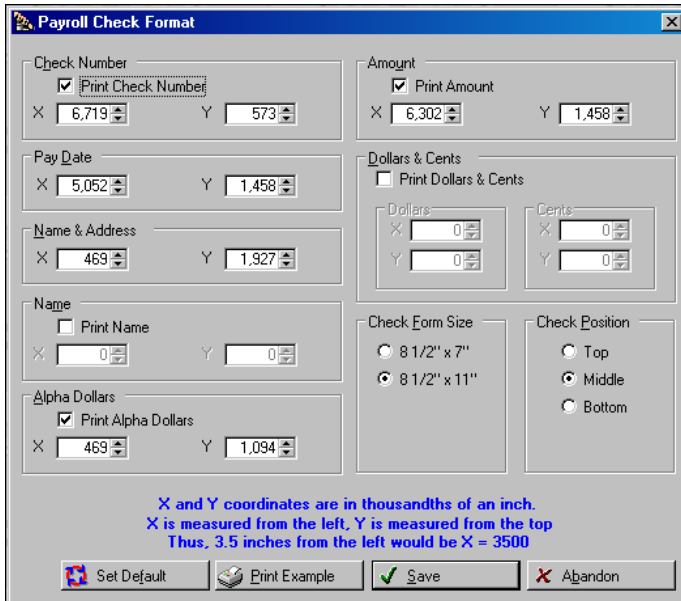 Payroll Check Format
Check Number
Print Check Number
X 6,719 Y 573
Amount
Print Amount
X 6,302 Y 1,458
Pay Date
X 5,052 Y 1,458
Dollars & Cents
Print Dollars & Cents
Dollars
X 0
Y 0
Cents
X 0
Y 0
Name & Address
X 469 Y 1,927
Name
Print Name
X 0 Y 0
Alpha Dollars
Print Alpha Dollars
X 469 Y 1,094
Check Form Size
8 1/2" x 7"
8 1/2" x 11"
Check Position
Top
Middle
Bottom
X and Y coordinates are in thousandths of an inch.
X is measured from the left, Y is measured from the top
Thus, 3.5 inches from the left would be X = 3500
Set Default Print Example Save Abandon